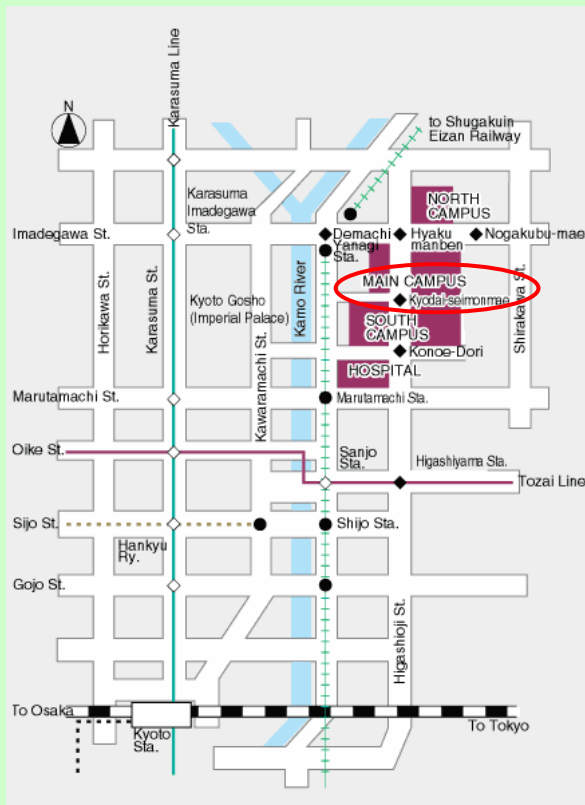 Karasuma Line
N
to Shugakuin
Eizan Railway
Karasuma
Imadegawa
Sta.
NORTH
CAMPUS
Imadegawa St.
Demachi
Yanagi
Sta.
Hyaku
manben
Nogakubu-mae
MAIN CAMPUS
Kyodai-seimonmae
Horikawa St.
Karasuma St.
Kyoto Gosho
(Imperial Palace)
Kamo River
Shirakawa St.
SOUTH
CAMPUS
Konoe-Dori
HOSPITAL
Kawaramachi St.
Marutamachi St.
Marutamachi Sta.
Oike St.
Sanjo
Sta.
Higashiyama Sta.
Tozai Line
Sijo St.
Shijo Sta.
Hankyu
Ry.
Gojo St.
Higashioji St.
To Osaka
Kyoto
Sta.
To Tokyo